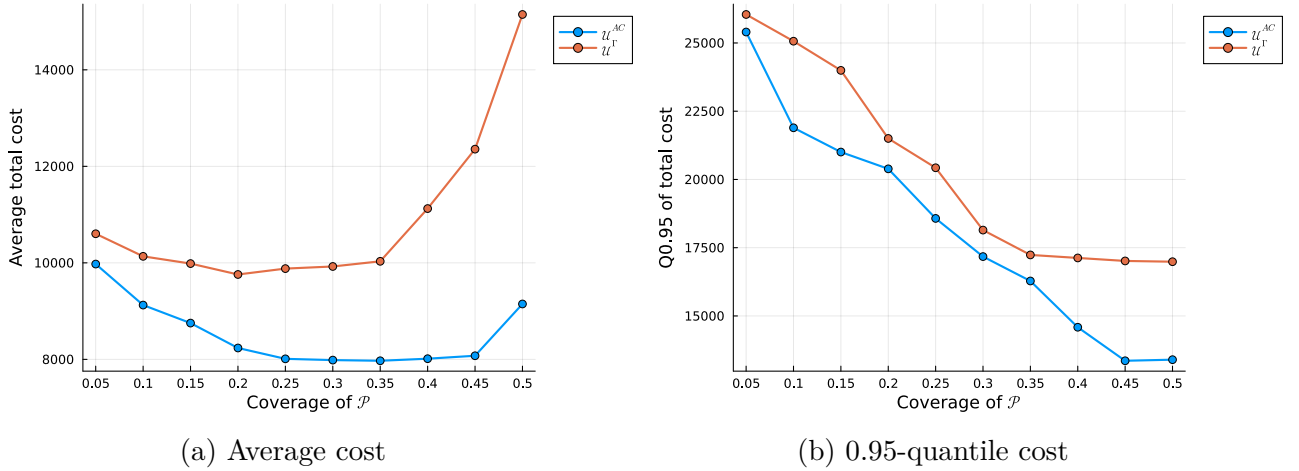 Average total cost
14000
12000
10000
8000
0.05 0.1 0.15 0.2 0.25 0.3 0.35 0.4 0.45 0.5
Coverage of 𝒫
𝒰^AC
𝒰^Γ
(a) Average cost
Q0.95 of total cost
25000
22500
20000
17500
15000
0.05 0.1 0.15 0.2 0.25 0.3 0.35 0.4 0.45 0.5
Coverage of 𝒫
𝒰^AC
𝒰^Γ
(b) 0.95-quantile cost